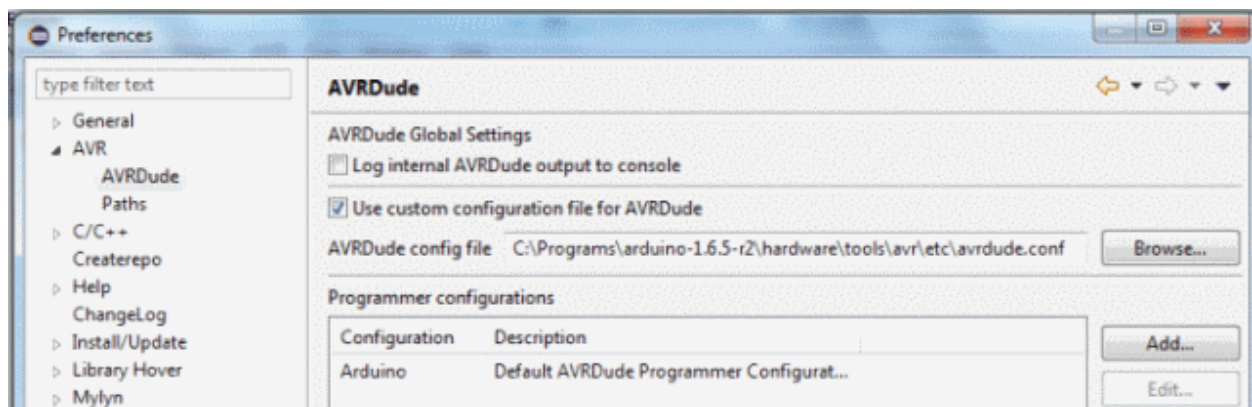 Preferences
type filter text
General
AVR
AVRDude
Paths
C/C++
Createrepo
Help
ChangeLog
Install/Update
Library Hover
Mylyn
AVRDude
AVRDude Global Settings
Log internal AVRDude output to console
Use custom configuration file for AVRDude
AVRDude config file C:\Programs\arduino-1.6.5-r2\hardware\tools\avr\etc\avrdude.conf Browse...
Programmer configurations
Configuration Description
Arduino Default AVRDude Programmer Configurat...
Add...
Edit...